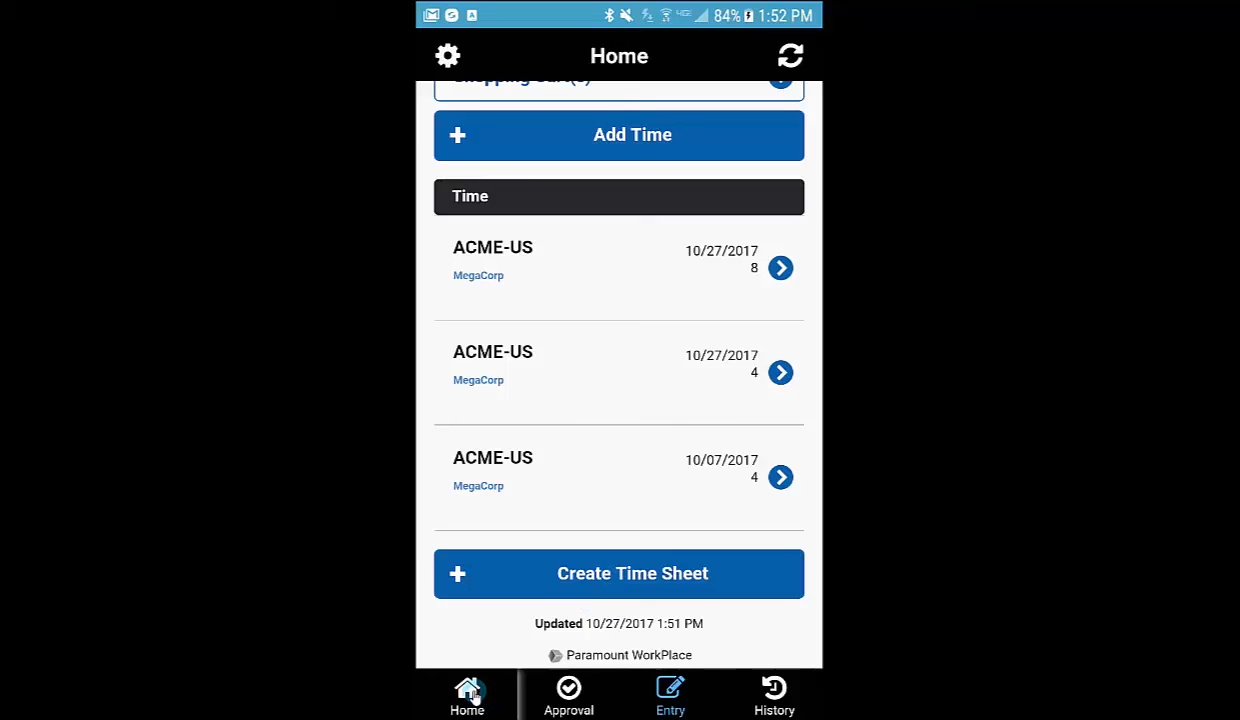 84% 1:52 PM
Home
Shopping Cart(s)
Add Time
Time
ACME-US
10/27/2017
8
MegaCorp
ACME-US
10/27/2017
4
MegaCorp
ACME-US
10/07/2017
4
MegaCorp
Create Time Sheet
Updated 10/27/2017 1:51 PM
Paramount WorkPlace
Home Approval Entry History